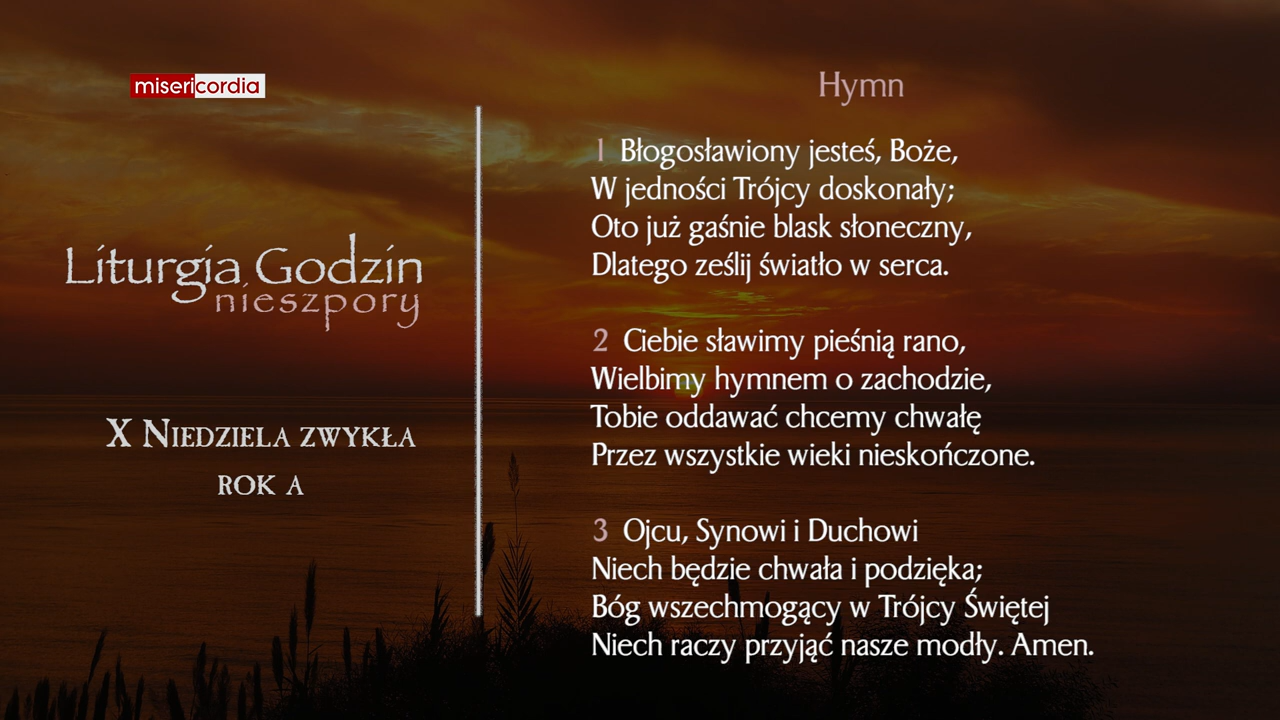 misericordia
Liturgia Godzin
nieszpory
X Niedziela zwykła
rok a
Hymn
1 Błogosławiony jesteś, Boże,
W jedności Trójcy doskonały;
Oto już gaśnie blask słoneczny,
Dlatego ześlij światło w serca.
2 Ciebie sławimy pieśnią rano,
Wielbimy hymnem o zachodzie,
Tobie oddawać chcemy chwałę
Przez wszystkie wieki nieskończone.
3 Ojcu, Synowi i Duchowi
Niech będzie chwała i podzięka;
Bóg wszechmogący w Trójcy Świętej
Niech raczy przyjąć nasze modły. Amen.